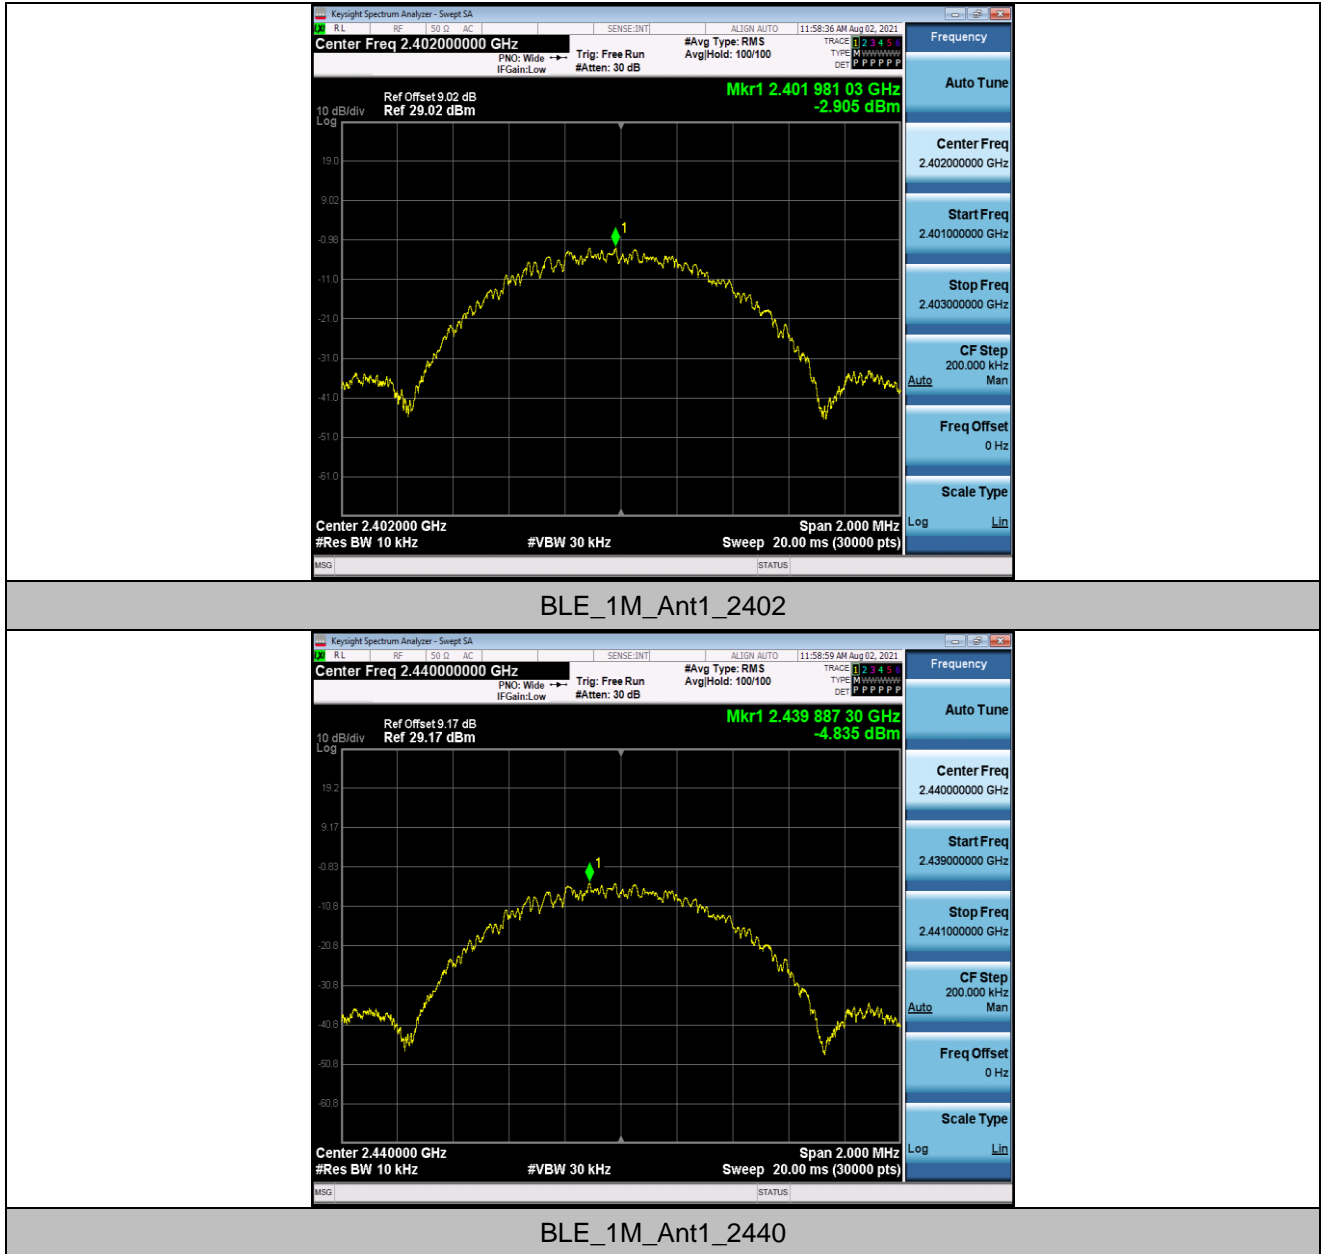 Keysight Spectrum Analyzer - Swept SA
RL RF 50 Ω AC SENSE:INT ALIGN AUTO 11:58:36 AM Aug 02, 2021
Center Freq 2.402000000 GHz
PNO: Wide
IFGain:Low
Trig: Free Run
#Atten: 30 dB
#Avg Type: RMS
Avg|Hold: 100/100
TRACE 1 2 3 4 5 6
TYPE M W W W W W
DET P P P P P P
Mkr1 2.401 981 03 GHz
-2.905 dBm
Ref Offset 9.02 dB
10 dB/div Ref 29.02 dBm
Log
19.0
9.02
-0.98
-11.0
-21.0
-31.0
-41.0
-51.0
-61.0
1
Center 2.402000 GHz Span 2.000 MHz
#Res BW 10 kHz #VBW 30 kHz Sweep 20.00 ms (30000 pts)
MSG STATUS
Frequency
Auto Tune
Center Freq
2.402000000 GHz
Start Freq
2.401000000 GHz
Stop Freq
2.403000000 GHz
CF Step
200.000 kHz
Auto Man
Freq Offset
0 Hz
Scale Type
Log Lin
BLE_1M_Ant1_2402
Keysight Spectrum Analyzer - Swept SA
RL RF 50 Ω AC SENSE:INT ALIGN AUTO 11:58:59 AM Aug 02, 2021
Center Freq 2.440000000 GHz
PNO: Wide
IFGain:Low
Trig: Free Run
#Atten: 30 dB
#Avg Type: RMS
Avg|Hold: 100/100
TRACE 1 2 3 4 5 6
TYPE M W W W W W
DET P P P P P P
Mkr1 2.439 887 30 GHz
-4.835 dBm
Ref Offset 9.17 dB
10 dB/div Ref 29.17 dBm
Log
19.2
9.17
-0.83
-10.8
-20.8
-30.8
-40.8
-50.8
-60.8
1
Center 2.440000 GHz Span 2.000 MHz
#Res BW 10 kHz #VBW 30 kHz Sweep 20.00 ms (30000 pts)
MSG STATUS
Frequency
Auto Tune
Center Freq
2.440000000 GHz
Start Freq
2.439000000 GHz
Stop Freq
2.441000000 GHz
CF Step
200.000 kHz
Auto Man
Freq Offset
0 Hz
Scale Type
Log Lin
BLE_1M_Ant1_2440